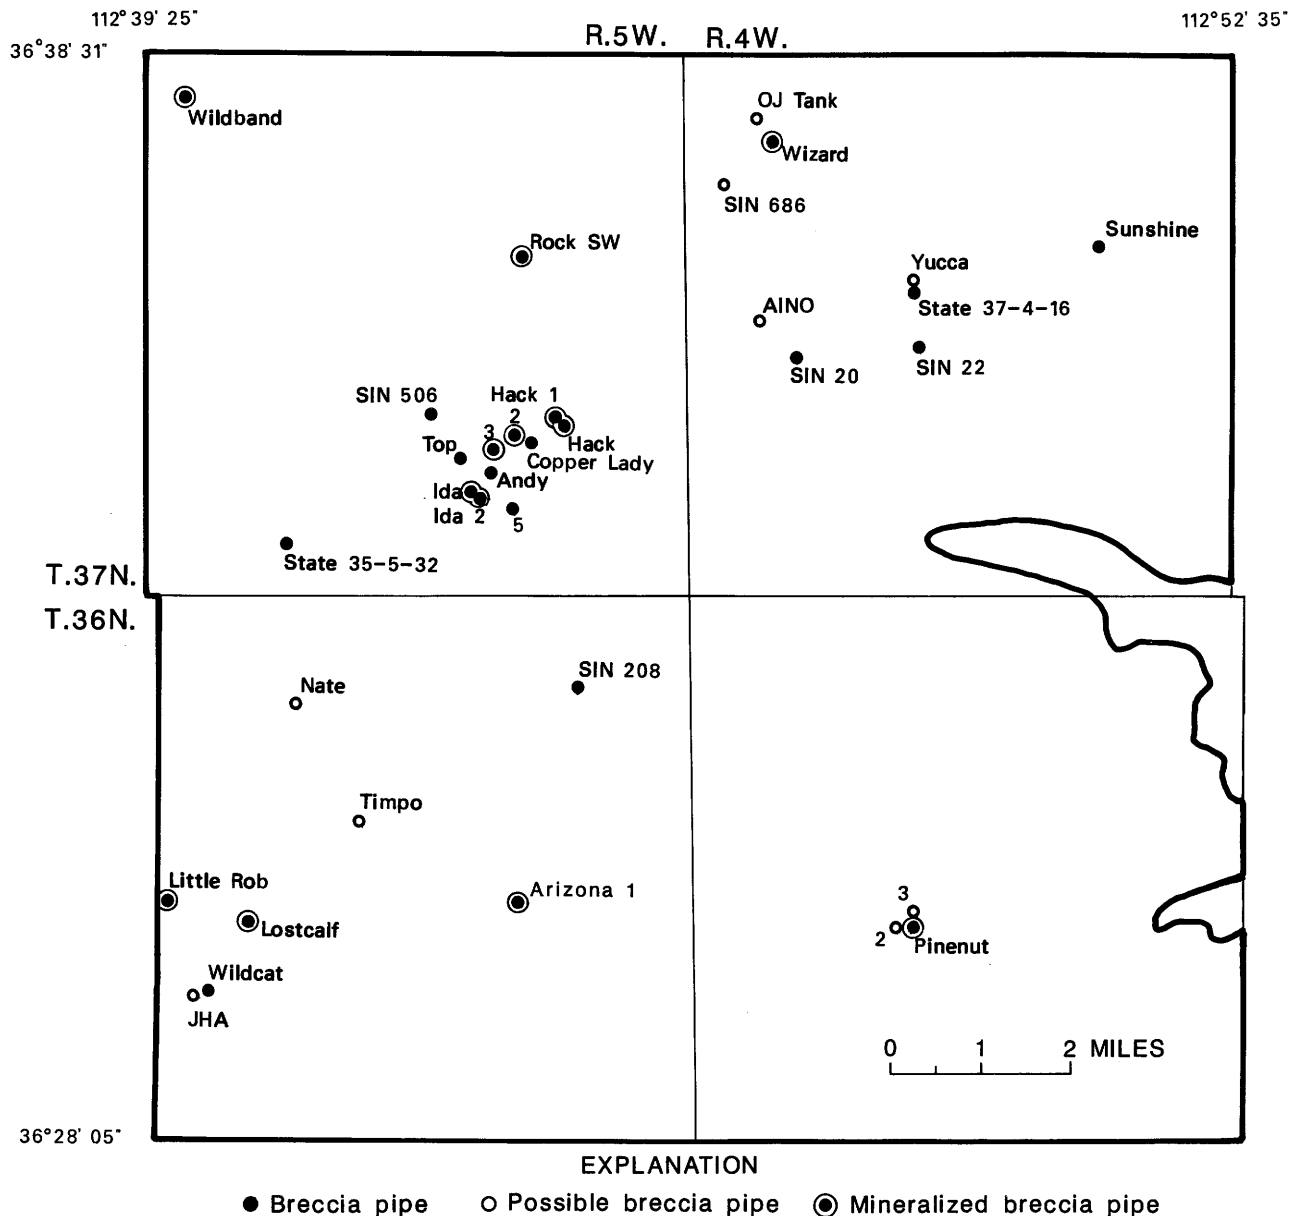 112°39' 25"
112°52' 35"
36°38' 31"
R.5W. R.4W.
Wildband
OJ Tank
Wizard
SIN 686
Rock SW
Sunshine
Yucca
State 37-4-16
AINO
SIN 22
SIN 20
SIN 506
Hack 1
2
3
Top
Hack
Copper Lady
Andy
Ida
Ida 2
5
State 35-5-32
T.37N.
T.36N.
SIN 208
Nate
Timpo
Little Rob
Arizona 1
3
Lostcalf
2
Pinenut
Wildcat
JHA
0 1 2 MILES
36°28' 05"
EXPLANATION
Breccia pipe Possible breccia pipe Mineralized breccia pipe